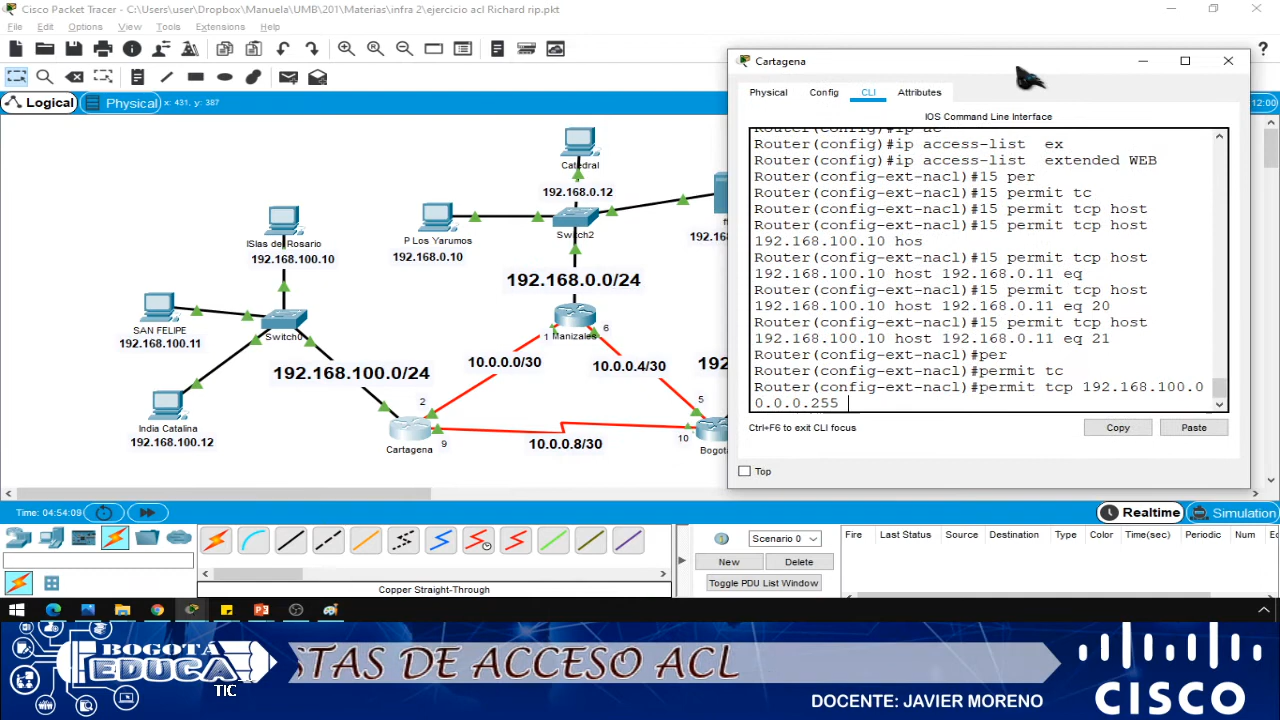 Cisco Packet Tracer - C:\Users\user\Dropbox\Manuela\UMB\201\Materias\infra 2\ejercicio acl Richard rip.pkt
File Edit Options View Tools Extensions Help
Logical Physical x: 431, y: 387
12:00
Cartagena
Physical Config CLI Attributes
IOS Command Line Interface
Router(config)#ip ac
Router(config)#ip access-list ex
Router(config)#ip access-list extended WEB
Router(config-ext-nacl)#15 per
Router(config-ext-nacl)#15 permit tc
Router(config-ext-nacl)#15 permit tcp host
Router(config-ext-nacl)#15 permit tcp host
192.168.100.10 hos
Router(config-ext-nacl)#15 permit tcp host
192.168.100.10 host 192.168.0.11 eq
Router(config-ext-nacl)#15 permit tcp host
192.168.100.10 host 192.168.0.11 eq 20
Router(config-ext-nacl)#15 permit tcp host
192.168.100.10 host 192.168.0.11 eq 21
Router(config-ext-nacl)#per
Router(config-ext-nacl)#permit tc
Router(config-ext-nacl)#permit tcp 192.168.100.0
0.0.0.255
Ctrl+F6 to exit CLI focus
Copy Paste
Top
Catedral
192.168.0.12
P Los Yarumos
192.168.0.10
Switch2
192.168.0.0/24
ISlas del Rosario
192.168.100.10
SAN FELIPE
192.168.100.11
Switch0
India Catalina
192.168.100.12
192.168.100.0/24
1 Manizales 6
10.0.0.0/30
10.0.0.4/30
2
Cartagena
9
10.0.0.8/30
5
10
Time: 04:54:09
Realtime Simulation
Scenario 0
New Delete
Toggle PDU List Window
Fire Last Status Source Destination Type Color Time(sec) Periodic Num
Copper Straight-Through
BOGOTÁ
EDUCA
TIC
STAS DE ACCESO ACL
DOCENTE: JAVIER MORENO
CISCO